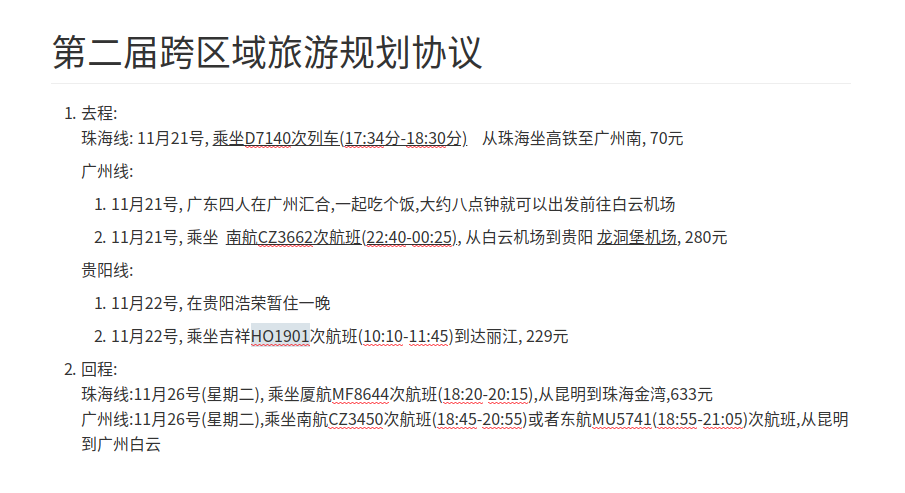 第二届跨区域旅游规划协议
1. 去程:
珠海线: 11月21号, 乘坐D7140次列车(17:34分-18:30分) 从珠海坐高铁至广州南, 70元
广州线:
1. 11月21号, 广东四人在广州汇合,一起吃个饭,大约八点钟就可以出发前往白云机场
2. 11月21号, 乘坐 南航CZ3662次航班(22:40-00:25), 从白云机场到贵阳 龙洞堡机场, 280元
贵阳线:
1. 11月22号, 在贵阳浩荣暂住一晚
2. 11月22号, 乘坐吉祥HO1901次航班(10:10-11:45)到达丽江, 229元
2. 回程:
珠海线:11月26号(星期二), 乘坐厦航MF8644次航班(18:20-20:15),从昆明到珠海金湾,633元
广州线:11月26号(星期二),乘坐南航CZ3450次航班(18:45-20:55)或者东航MU5741(18:55-21:05)次航班,从昆明
到广州白云